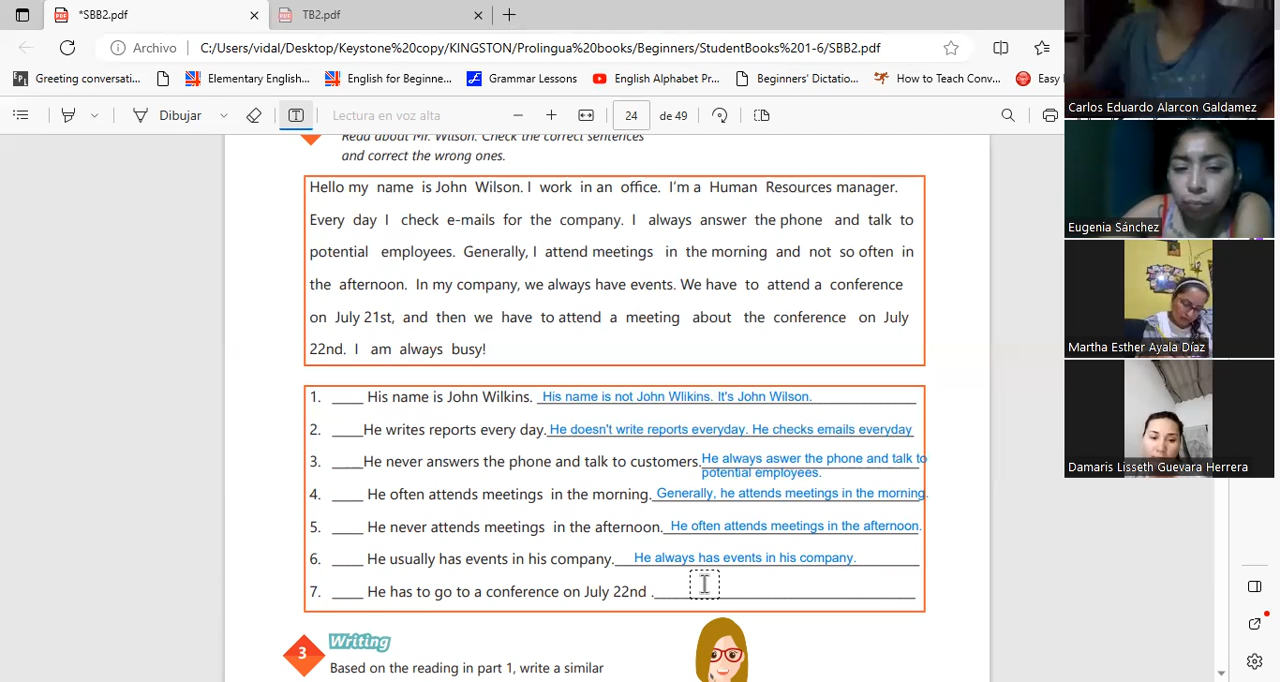 *SBB2.pdf
TB2.pdf
Archivo
C:/Users/vidal/Desktop/Keystone%20copy/KINGSTON/Prolingua%20books/Beginners/StudentBooks%201-6/SBB2.pdf
Greeting conversati...
Elementary English...
English for Beginne...
Grammar Lessons
English Alphabet Pr...
Beginners' Dictatio...
How to Teach Conv...
Easy
Dibujar
Lectura en voz alta
24
de 49
Read about Mr. Wilson. Check the correct sentences
and correct the wrong ones.
Hello my name is John Wilson. I work in an office. I'm a Human Resources manager.
Every day I check e-mails for the company. I always answer the phone and talk to
potential employees. Generally, I attend meetings in the morning and not so often in
the afternoon. In my company, we always have events. We have to attend a conference
on July 21st, and then we have to attend a meeting about the conference on July
22nd. I am always busy!
1. ____ His name is John Wilkins. His name is not John Wlikins. It's John Wilson.
2. ____He writes reports every day. He doesn't write reports everyday. He checks emails everyday
3. ____He never answers the phone and talk to customers. He always aswer the phone and talk to
potential employees.
4. ____ He often attends meetings in the morning. Generally, he attends meetings in the morning.
5. ____ He never attends meetings in the afternoon. He often attends meetings in the afternoon.
6. ____ He usually has events in his company. He always has events in his company.
7. ____ He has to go to a conference on July 22nd .
3
Writing
Based on the reading in part 1, write a similar
Carlos Eduardo Alarcon Galdamez
Eugenia Sánchez
Martha Esther Ayala Díaz
Damaris Lisseth Guevara Herrera